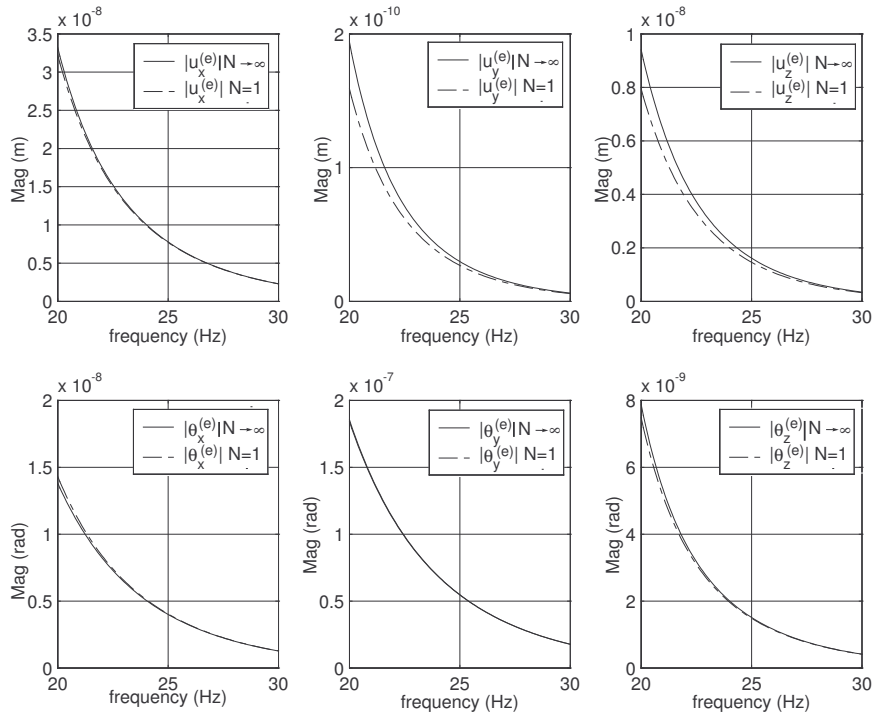 x 10^-8
3.5
3
2.5
2
1.5
1
0.5
0
Mag (m)
|u_x^(e)|N→∞
|u_x^(e)| N=1
20 25 30
frequency (Hz)
x 10^-10
2
1
0
Mag (m)
|u_y^(e)|N→∞
|u_y^(e)| N=1
20 25 30
frequency (Hz)
x 10^-8
1
0.8
0.6
0.4
0.2
0
Mag (m)
|u_z^(e)| N→∞
|u_z^(e)| N=1
20 25 30
frequency (Hz)
x 10^-8
2
1.5
1
0.5
0
Mag (rad)
|θ_x^(e)|N→∞
|θ_x^(e)| N=1
20 25 30
frequency (Hz)
x 10^-7
2
1.5
1
0.5
0
Mag (rad)
|θ_y^(e)|N→∞
|θ_y^(e)| N=1
20 25 30
frequency (Hz)
x 10^-9
8
6
4
2
0
Mag (rad)
|θ_z^(e)|N→∞
|θ_z^(e)| N=1
20 25 30
frequency (Hz)